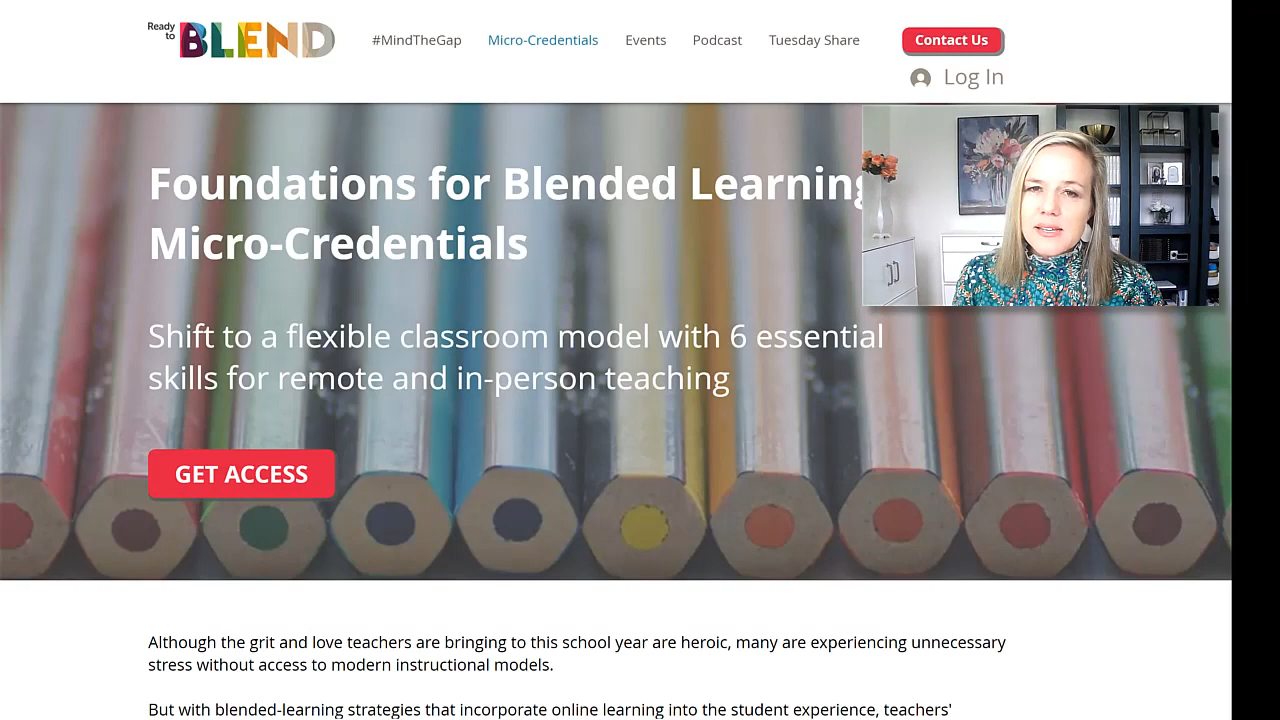 Ready
to
BLEND
#MindTheGap
Micro-Credentials
Events
Podcast
Tuesday Share
Contact Us
Log In
Foundations for Blended Learning
Micro-Credentials
Shift to a flexible classroom model with 6 essential
skills for remote and in-person teaching
GET ACCESS
Although the grit and love teachers are bringing to this school year are heroic, many are experiencing unnecessary
stress without access to modern instructional models.
But with blended-learning strategies that incorporate online learning into the student experience, teachers'